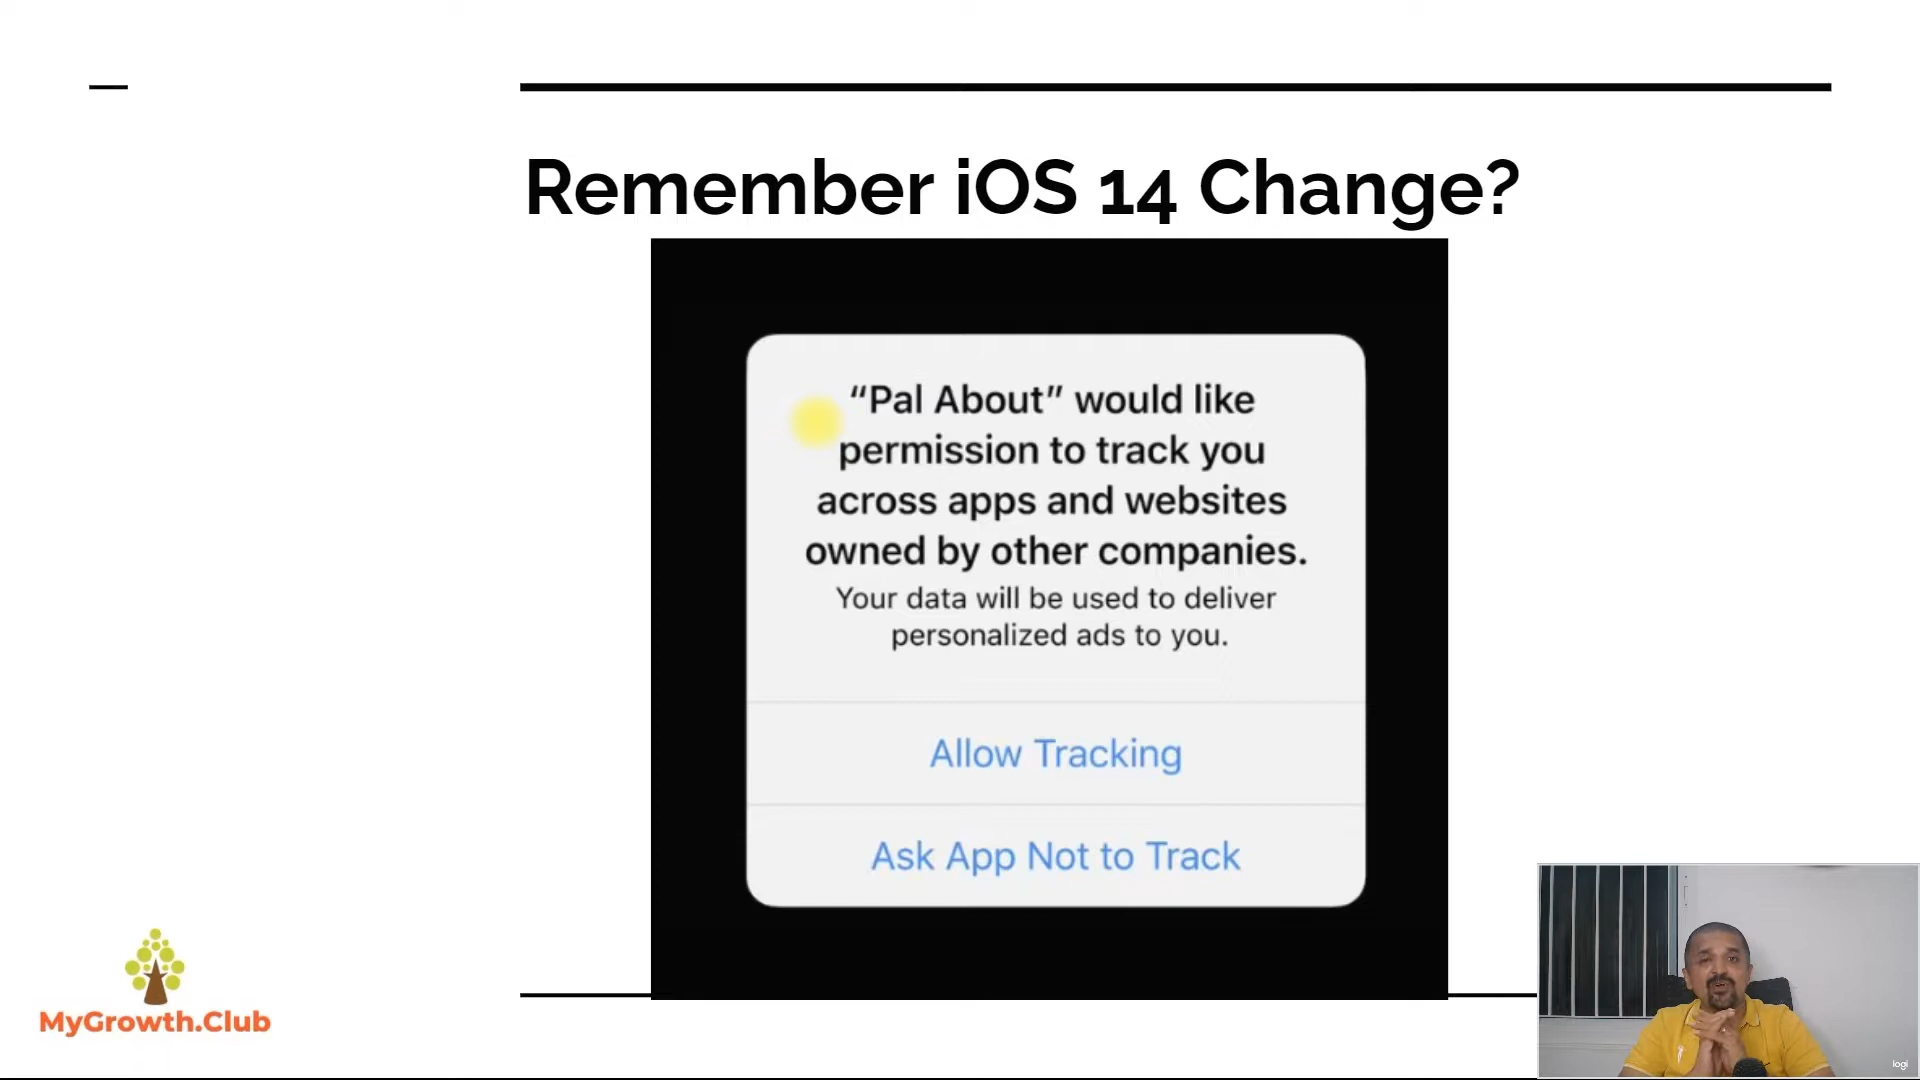 Remember iOS 14 Change?
“Pal About” would like
permission to track you
across apps and websites
owned by other companies.
Your data will be used to deliver
personalized ads to you.
Allow Tracking
Ask App Not to Track
MyGrowth.Club
logi